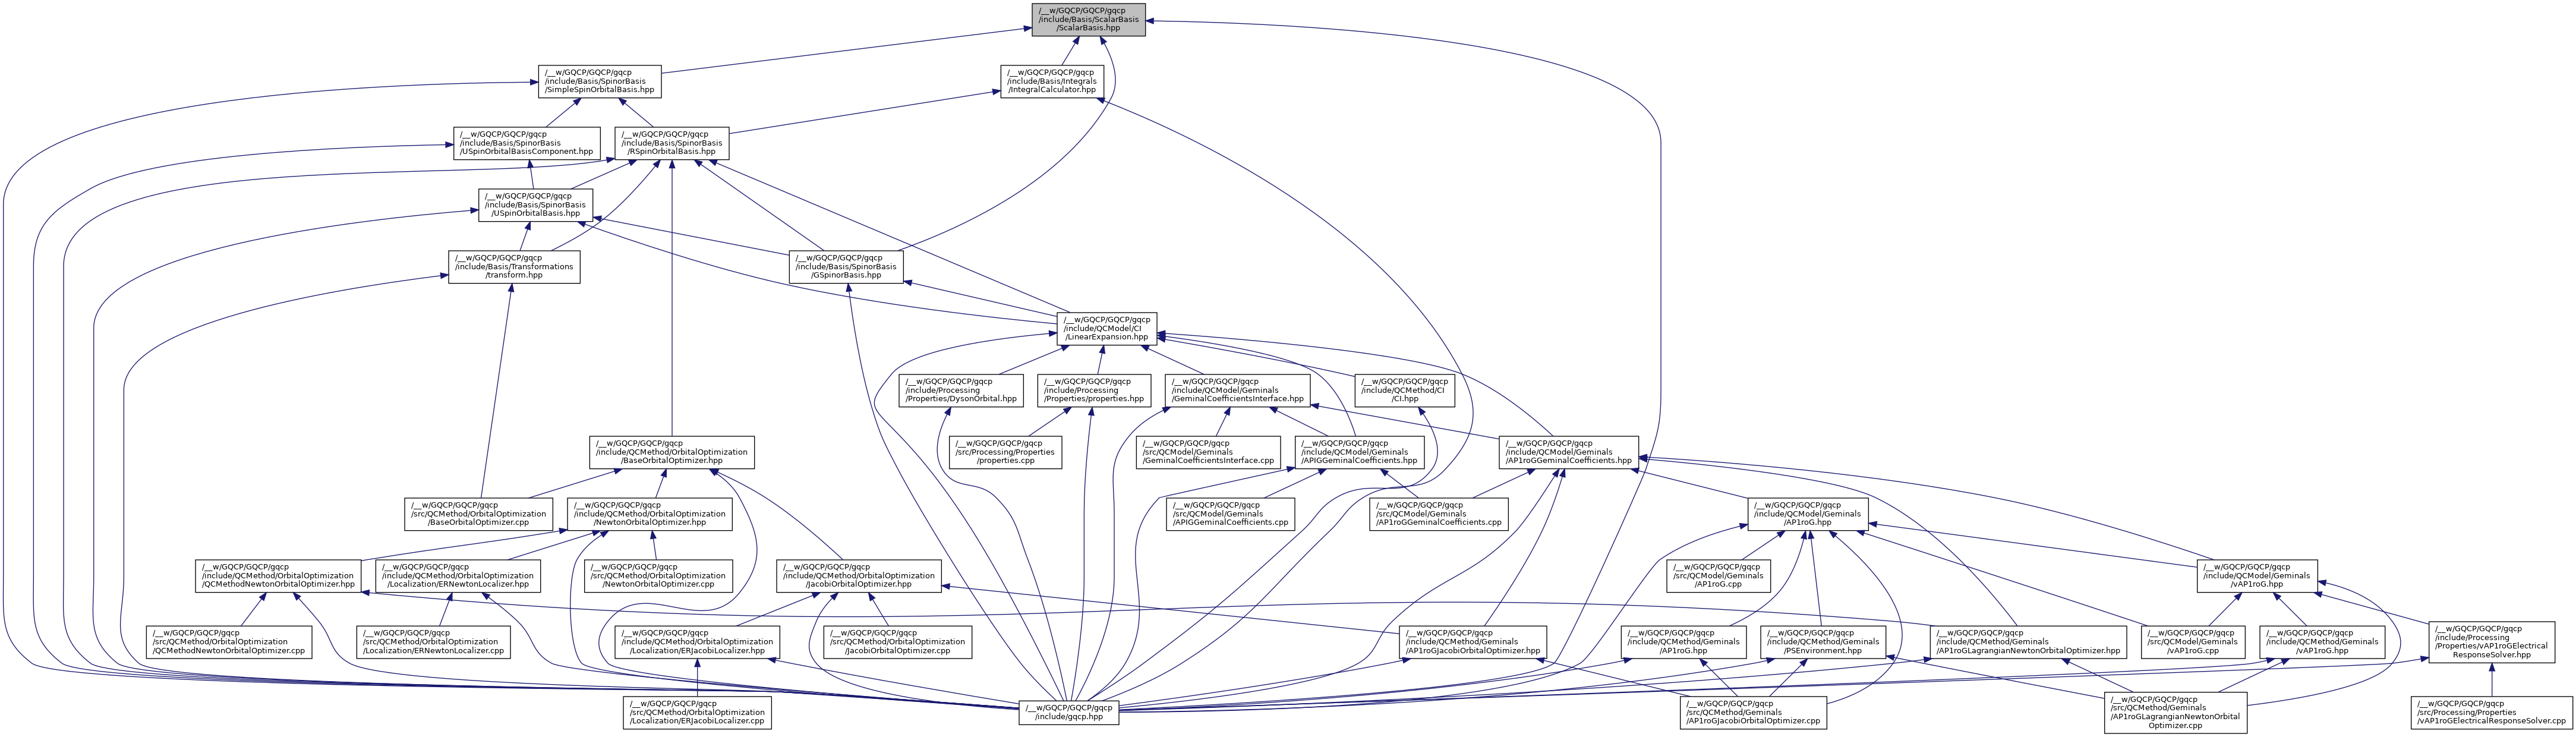 /__w/GQCP/GQCP/gqcp
/include/Basis/ScalarBasis
/ScalarBasis.hpp
/__w/GQCP/GQCP/gqcp
/include/Basis/SpinorBasis
/SimpleSpinOrbitalBasis.hpp
/__w/GQCP/GQCP/gqcp
/include/Basis/Integrals
/IntegralCalculator.hpp
/__w/GQCP/GQCP/gqcp
/include/Basis/SpinorBasis
/USpinOrbitalBasisComponent.hpp
/__w/GQCP/GQCP/gqcp
/include/Basis/SpinorBasis
/RSpinOrbitalBasis.hpp
/__w/GQCP/GQCP/gqcp
/include/Basis/SpinorBasis
/USpinOrbitalBasis.hpp
/__w/GQCP/GQCP/gqcp
/include/Basis/Transformations
/transform.hpp
/__w/GQCP/GQCP/gqcp
/include/Basis/SpinorBasis
/GSpinorBasis.hpp
/__w/GQCP/GQCP/gqcp
/include/QCModel/CI
/LinearExpansion.hpp
/__w/GQCP/GQCP/gqcp
/include/Processing
/Properties/DysonOrbital.hpp
/__w/GQCP/GQCP/gqcp
/include/Processing
/Properties/properties.hpp
/__w/GQCP/GQCP/gqcp
/include/QCModel/Geminals
/GeminalCoefficientsInterface.hpp
/__w/GQCP/GQCP/gqcp
/include/QCMethod/CI
/CI.hpp
/__w/GQCP/GQCP/gqcp
/include/QCMethod/OrbitalOptimization
/BaseOrbitalOptimizer.hpp
/__w/GQCP/GQCP/gqcp
/src/Processing/Properties
/properties.cpp
/__w/GQCP/GQCP/gqcp
/src/QCModel/Geminals
/GeminalCoefficientsInterface.cpp
/__w/GQCP/GQCP/gqcp
/include/QCModel/Geminals
/APIGGeminalCoefficients.hpp
/__w/GQCP/GQCP/gqcp
/include/QCModel/Geminals
/AP1roGGeminalCoefficients.hpp
/__w/GQCP/GQCP/gqcp
/src/QCMethod/OrbitalOptimization
/BaseOrbitalOptimizer.cpp
/__w/GQCP/GQCP/gqcp
/include/QCMethod/OrbitalOptimization
/NewtonOrbitalOptimizer.hpp
/__w/GQCP/GQCP/gqcp
/src/QCModel/Geminals
/APIGGeminalCoefficients.cpp
/__w/GQCP/GQCP/gqcp
/src/QCModel/Geminals
/AP1roGGeminalCoefficients.cpp
/__w/GQCP/GQCP/gqcp
/include/QCModel/Geminals
/AP1roG.hpp
/__w/GQCP/GQCP/gqcp
/include/QCMethod/OrbitalOptimization
/QCMethodNewtonOrbitalOptimizer.hpp
/__w/GQCP/GQCP/gqcp
/include/QCMethod/OrbitalOptimization
/Localization/ERNewtonLocalizer.hpp
/__w/GQCP/GQCP/gqcp
/src/QCMethod/OrbitalOptimization
/NewtonOrbitalOptimizer.cpp
/__w/GQCP/GQCP/gqcp
/include/QCMethod/OrbitalOptimization
/JacobiOrbitalOptimizer.hpp
/__w/GQCP/GQCP/gqcp
/src/QCModel/Geminals
/AP1roG.cpp
/__w/GQCP/GQCP/gqcp
/include/QCModel/Geminals
/vAP1roG.hpp
/__w/GQCP/GQCP/gqcp
/src/QCMethod/OrbitalOptimization
/QCMethodNewtonOrbitalOptimizer.cpp
/__w/GQCP/GQCP/gqcp
/src/QCMethod/OrbitalOptimization
/Localization/ERNewtonLocalizer.cpp
/__w/GQCP/GQCP/gqcp
/include/QCMethod/OrbitalOptimization
/Localization/ERJacobiLocalizer.hpp
/__w/GQCP/GQCP/gqcp
/src/QCMethod/OrbitalOptimization
/JacobiOrbitalOptimizer.cpp
/__w/GQCP/GQCP/gqcp
/include/QCMethod/Geminals
/AP1roGJacobiOrbitalOptimizer.hpp
/__w/GQCP/GQCP/gqcp
/include/QCMethod/Geminals
/AP1roG.hpp
/__w/GQCP/GQCP/gqcp
/include/QCMethod/Geminals
/PSEnvironment.hpp
/__w/GQCP/GQCP/gqcp
/include/QCMethod/Geminals
/AP1roGLagrangianNewtonOrbitalOptimizer.hpp
/__w/GQCP/GQCP/gqcp
/src/QCModel/Geminals
/vAP1roG.cpp
/__w/GQCP/GQCP/gqcp
/include/QCMethod/Geminals
/vAP1roG.hpp
/__w/GQCP/GQCP/gqcp
/include/Processing
/Properties/vAP1roGElectrical
ResponseSolver.hpp
/__w/GQCP/GQCP/gqcp
/src/QCMethod/OrbitalOptimization
/Localization/ERJacobiLocalizer.cpp
/__w/GQCP/GQCP/gqcp
/include/gqcp.hpp
/__w/GQCP/GQCP/gqcp
/src/QCMethod/Geminals
/AP1roGJacobiOrbitalOptimizer.cpp
/__w/GQCP/GQCP/gqcp
/src/QCMethod/Geminals
/AP1roGLagrangianNewtonOrbital
Optimizer.cpp
/__w/GQCP/GQCP/gqcp
/src/Processing/Properties
/vAP1roGElectricalResponseSolver.cpp